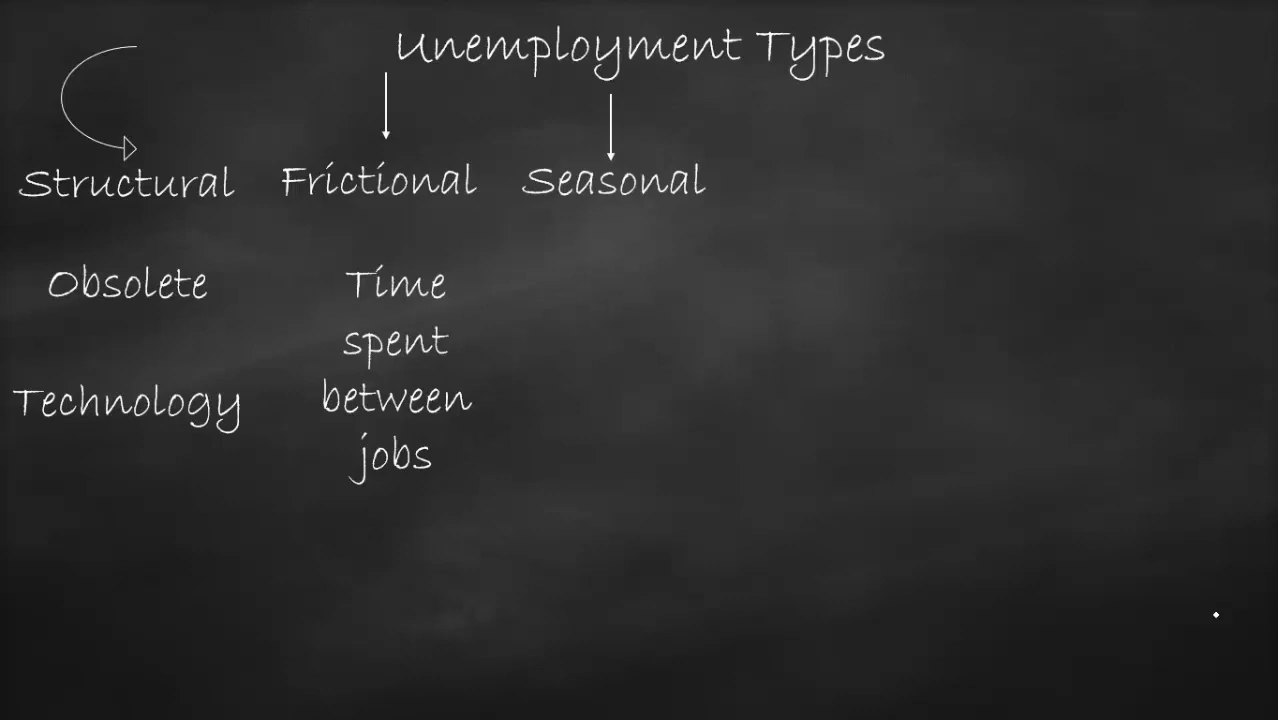 Unemployment Types
Structural Frictional Seasonal
Obsolete
Technology
Time
spent
between
jobs